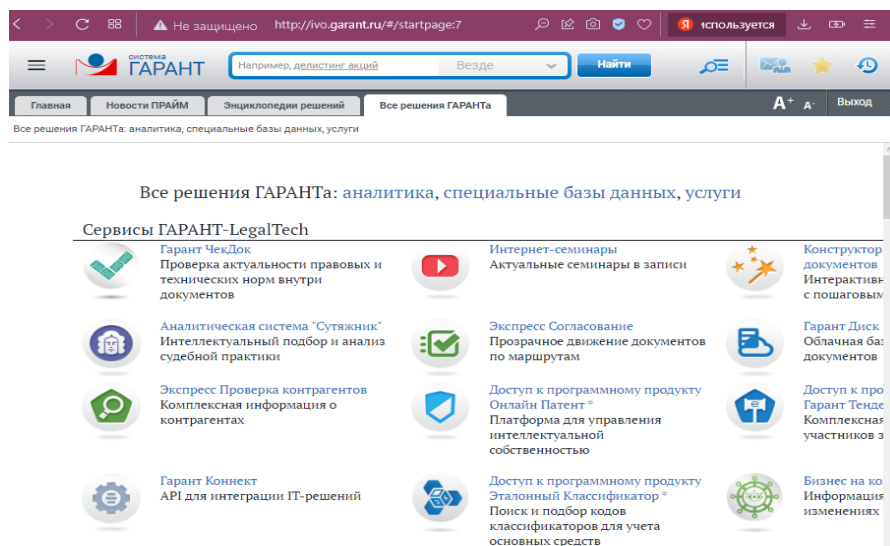 88 Не защищено http://ivo.garant.ru/#/startpage:7 Я используется
система
ГАРАНТ
Например, делистинг акций Везде Найти
Главная Новости ПРАЙМ Энциклопедии решений Все решения ГАРАНТа A+ A- Выход
Все решения ГАРАНТа: аналитика, специальные базы данных, услуги
Все решения ГАРАНТа: аналитика, специальные базы данных, услуги
Сервисы ГАРАНТ-LegalTech
Гарант ЧекДок
Проверка актуальности правовых и
технических норм внутри
документов
Интернет-семинары
Актуальные семинары в записи
Конструктор
документов
Интерактивн
с пошаговым
Аналитическая система "Сутяжник"
Интеллектуальный подбор и анализ
судебной практики
Экспресс Согласование
Прозрачное движение документов
по маршрутам
Гарант Диск
Облачная баз
документов
Экспресс Проверка контрагентов
Комплексная информация о
контрагентах
Доступ к программному продукту
Онлайн Патент *
Платформа для управления
интеллектуальной
собственностью
Доступ к про
Гарант Тенде
Комплексная
участников з
Гарант Коннект
API для интеграции IT-решений
Доступ к программному продукту
Эталонный Классификатор *
Поиск и подбор кодов
классификаторов для учета
основных средств
Бизнес на ко
Информация
изменениях